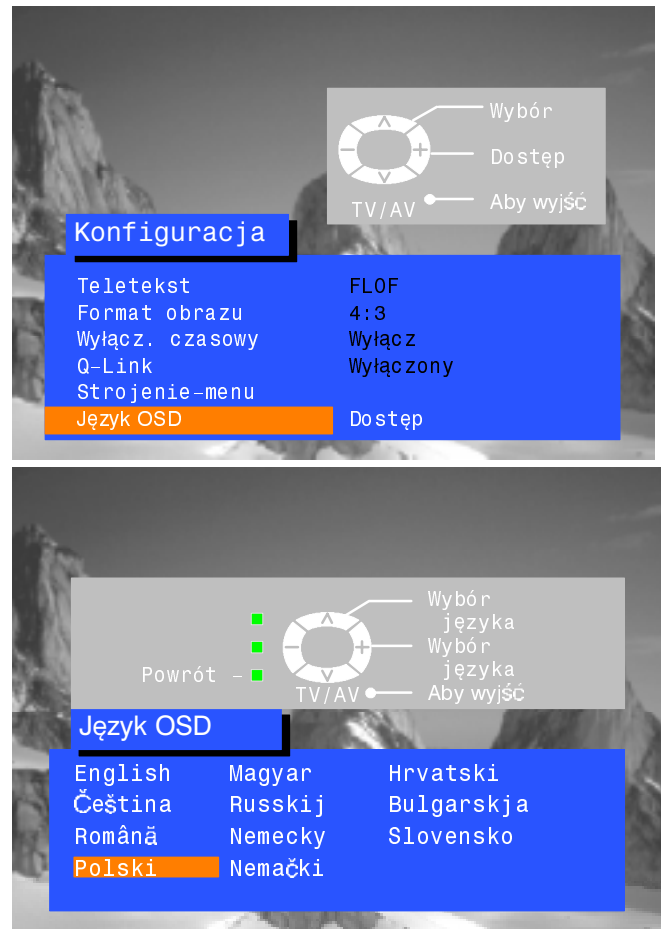 Wybór
Dostęp
TV/AV Aby wyjść
Konfiguracja
Teletekst FLOF
Format obrazu 4:3
Wyłącz. czasowy Wyłącz
Q-Link Wyłączony
Strojenie-menu
Język OSD Dostęp
Wybór
języka
Wybór
języka
Powrót -
TV/AV Aby wyjść
Język OSD
English Magyar Hrvatski
Čeština Russkij Bulgarskja
Română Nemecky Slovensko
Polski Nemački